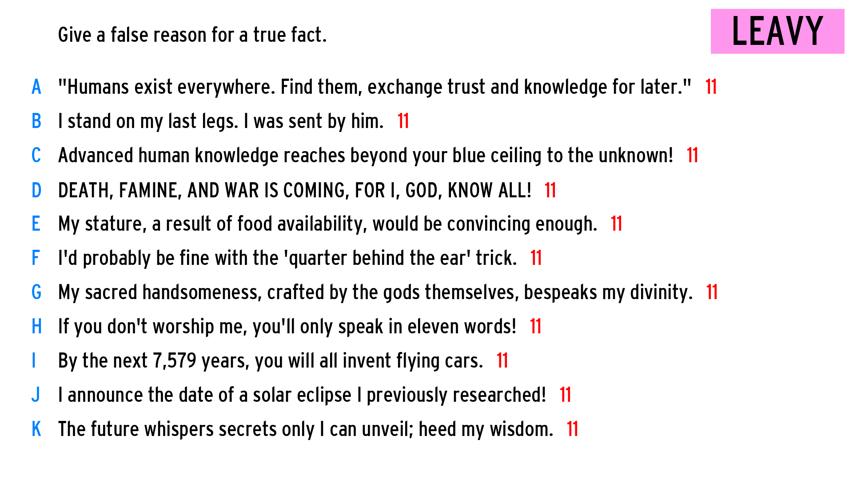 Give a false reason for a true fact.
LEAVY
A "Humans exist everywhere. Find them, exchange trust and knowledge for later." 11
B I stand on my last legs. I was sent by him. 11
C Advanced human knowledge reaches beyond your blue ceiling to the unknown! 11
D DEATH, FAMINE, AND WAR IS COMING, FOR I, GOD, KNOW ALL! 11
E My stature, a result of food availability, would be convincing enough. 11
F I'd probably be fine with the 'quarter behind the ear' trick. 11
G My sacred handsomeness, crafted by the gods themselves, bespeaks my divinity. 11
H If you don't worship me, you'll only speak in eleven words! 11
I By the next 7,579 years, you will all invent flying cars. 11
J I announce the date of a solar eclipse I previously researched! 11
K The future whispers secrets only I can unveil; heed my wisdom. 11